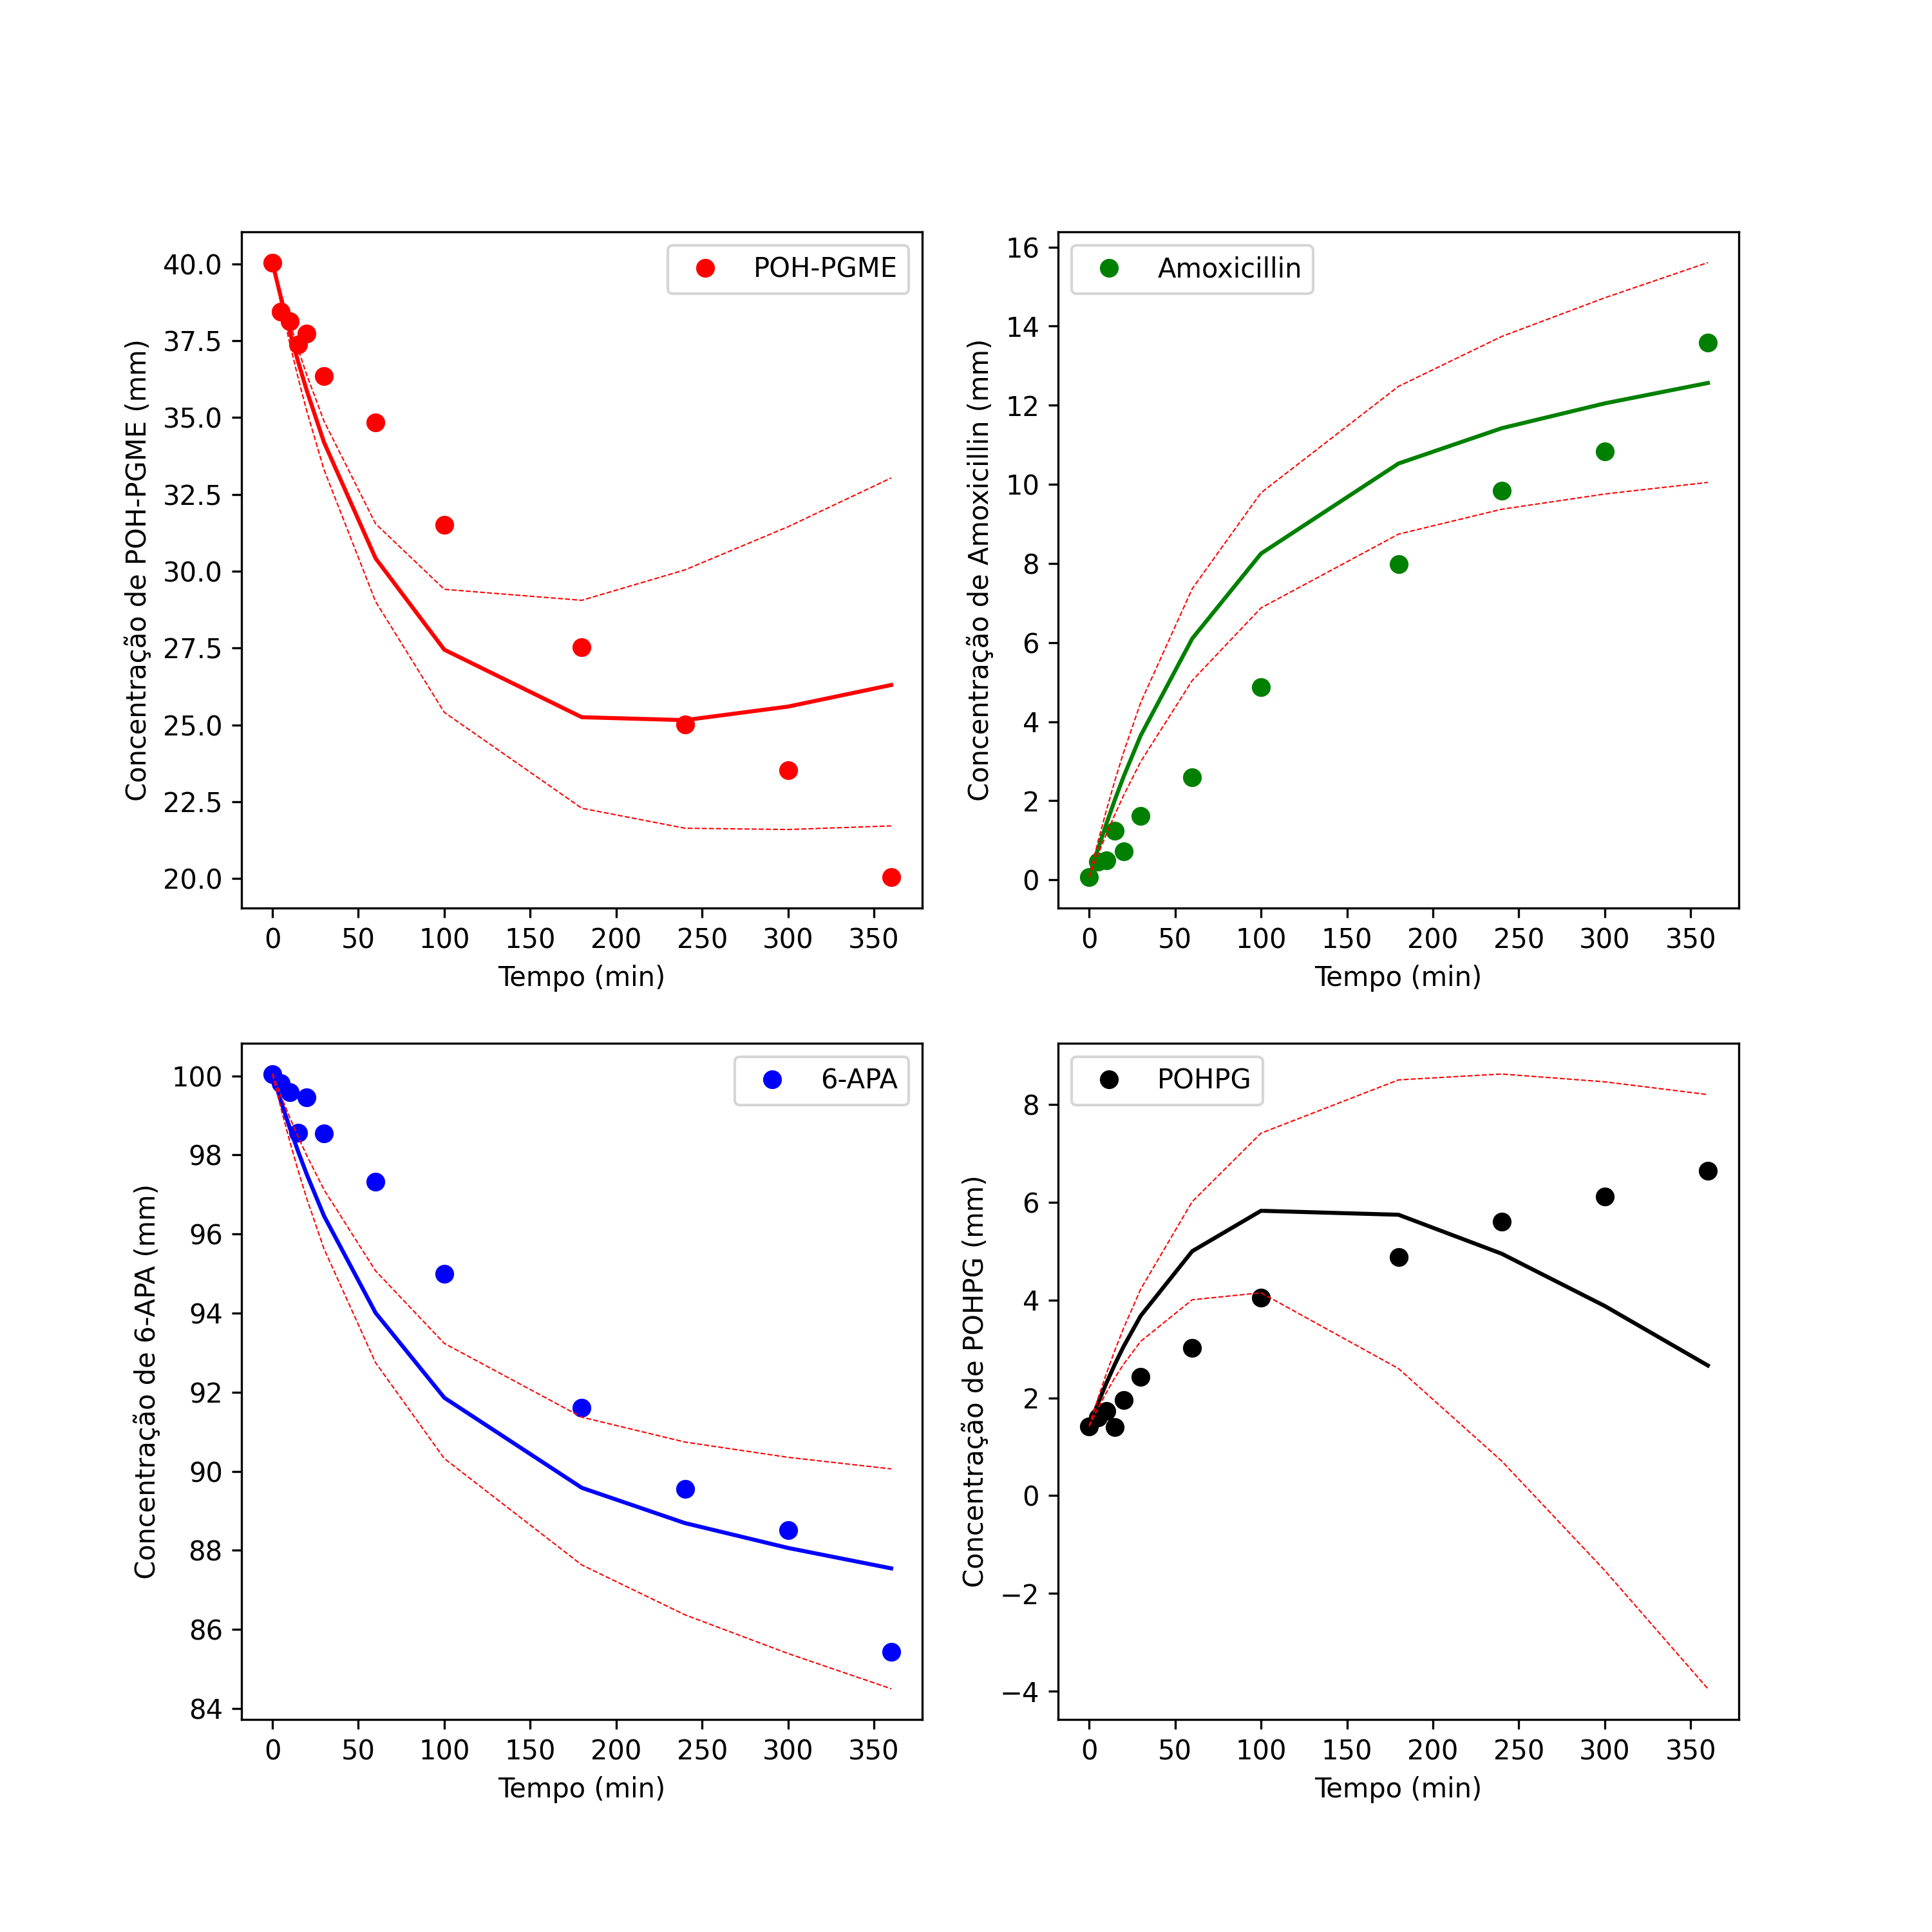 POH-PGME
40.0
37.5
35.0
32.5
30.0
27.5
25.0
22.5
20.0
Concentração de POH-PGME (mm)
0 50 100 150 200 250 300 350
Tempo (min)
Amoxicillin
16
14
12
10
8
6
4
2
0
Concentração de Amoxicillin (mm)
0 50 100 150 200 250 300 350
Tempo (min)
6-APA
100
98
96
94
92
90
88
86
84
Concentração de 6-APA (mm)
0 50 100 150 200 250 300 350
Tempo (min)
POHPG
8
6
4
2
0
−2
−4
Concentração de POHPG (mm)
0 50 100 150 200 250 300 350
Tempo (min)